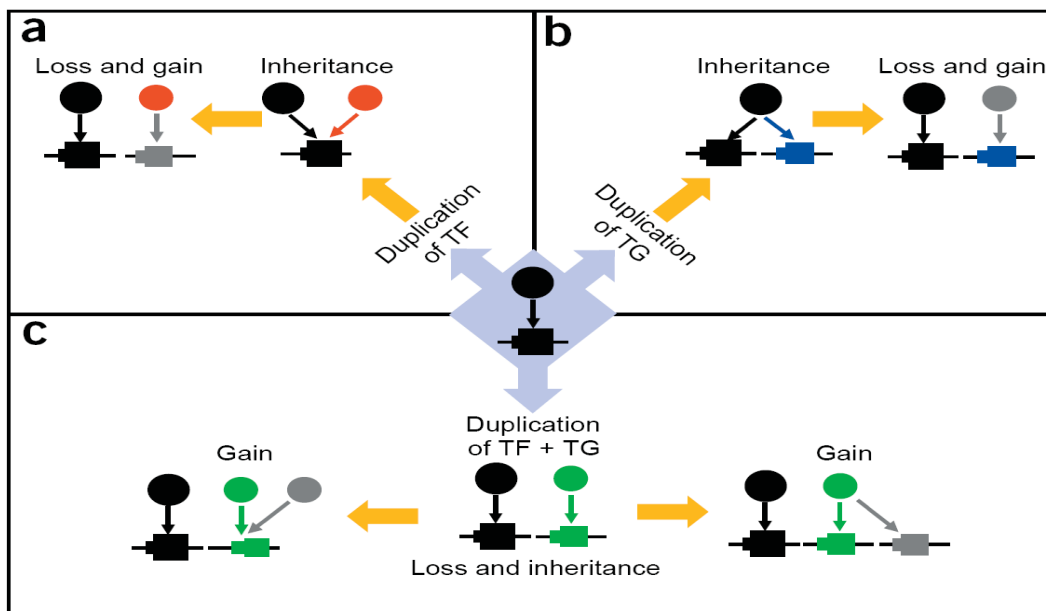 a
Loss and gain
Inheritance
Duplication
of TF
b
Inheritance
Loss and gain
Duplication
of TG
c
Duplication
of TF + TG
Gain
Gain
Loss and inheritance